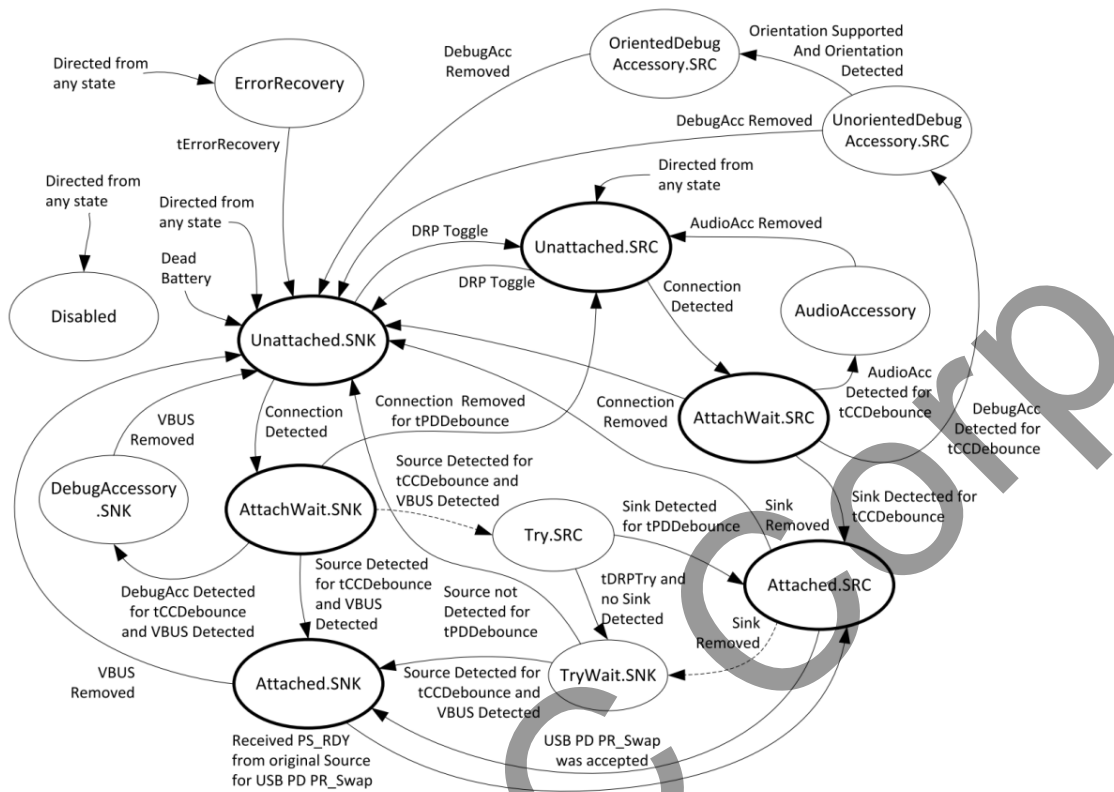 DebugAcc
Removed
OrientedDebug
Accessory.SRC
Orientation Supported
And Orientation
Detected
Directed from
any state
ErrorRecovery
DebugAcc Removed
UnorientedDebug
Accessory.SRC
tErrorRecovery
Directed from
any state
Directed from
any state
Directed from
any state
AudioAcc Removed
DRP Toggle
Unattached.SRC
Dead
Battery
DRP Toggle
Connection
Detected
Disabled
AudioAccessory
Unattached.SNK
AudioAcc
Detected for
tCCDebounce
VBUS
Removed
Connection
Detected
Connection Removed
for tPDDebounce
Connection
Removed
AttachWait.SRC
DebugAcc
Detected for
tCCDebounce
Source Detected for
tCCDebounce and
VBUS Detected
DebugAccessory
.SNK
AttachWait.SNK
Try.SRC
Sink Detected
for tPDDebounce
Sink
Removed
Sink Dectected for
tCCDebounce
DebugAcc Detected
for tCCDebounce
and VBUS Detected
Source Detected
for tCCDebounce
and VBUS
Detected
Source not
Detected for
tPDDebounce
tDRPTry and
no Sink
Detected
Attached.SRC
Sink
Removed
VBUS
Removed
Attached.SNK
Source Detected for
tCCDebounce and
VBUS Detected
TryWait.SNK
Received PS_RDY
from original Source
for USB PD PR_Swap
USB PD PR_Swap
was accepted
C Corp